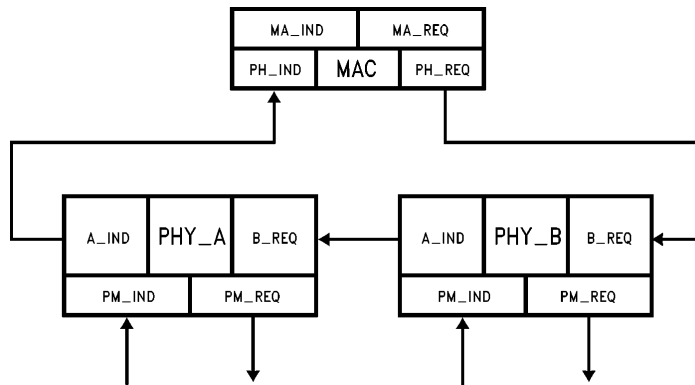 MA_IND MA_REQ
PH_IND MAC PH_REQ
A_IND PHY_A B_REQ A_IND PHY_B B_REQ
PM_IND PM_REQ PM_IND PM_REQ